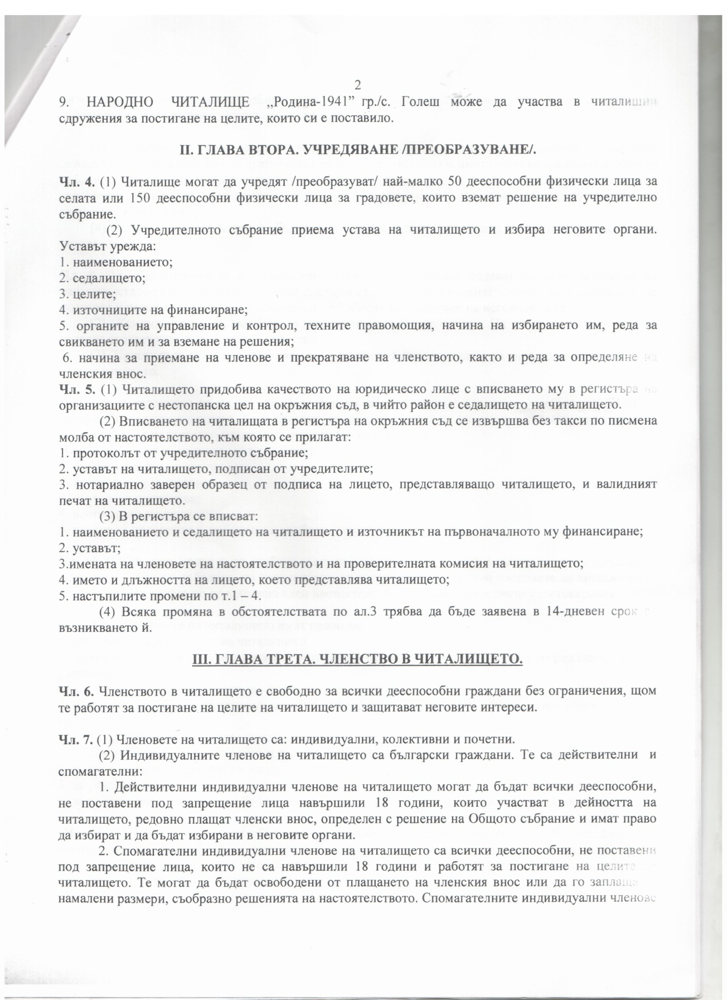 2
9. НАРОДНО ЧИТАЛИЩЕ „Родина-1941” гр./с. Голеш може да участва в читалищни
сдружения за постигане на целите, които си е поставило.
II. ГЛАВА ВТОРА. УЧРЕДЯВАНЕ /ПРЕОБРАЗУВАНЕ/.
Чл. 4. (1) Читалище могат да учредят /преобразуват/ най-малко 50 дееспособни физически лица за
селата или 150 дееспособни физически лица за градовете, които вземат решение на учредително
събрание.
(2) Учредителното събрание приема устава на читалището и избира неговите органи.
Уставът урежда:
1. наименованието;
2. седалището;
3. целите;
4. източниците на финансиране;
5. органите на управление и контрол, техните правомощия, начина на избирането им, реда за
свикването им и за вземане на решения;
6. начина за приемане на членове и прекратяване на членството, както и реда за определяне на
членския внос.
Чл. 5. (1) Читалището придобива качеството на юридическо лице с вписването му в регистъра на
организациите с нестопанска цел на окръжния съд, в чийто район е седалището на читалището.
(2) Вписването на читалищата в регистъра на окръжния съд се извършва без такси по писмена
молба от настоятелството, към която се прилагат:
1. протоколът от учредителното събрание;
2. уставът на читалището, подписан от учредителите;
3. нотариално заверен образец от подписа на лицето, представляващо читалището, и валидният
печат на читалището.
(3) В регистъра се вписват:
1. наименованието и седалището на читалището и източникът на първоначалното му финансиране;
2. уставът;
3.имената на членовете на настоятелството и на проверителната комисия на читалището;
4. името и длъжността на лицето, което представлява читалището;
5. настъпилите промени по т.1 – 4.
(4) Всяка промяна в обстоятелствата по ал.3 трябва да бъде заявена в 14-дневен срок
възникването й.
III. ГЛАВА ТРЕТА. ЧЛЕНСТВО В ЧИТАЛИЩЕТО.
Чл. 6. Членството в читалището е свободно за всички дееспособни граждани без ограничения, щом
те работят за постигане на целите на читалището и защитават неговите интереси.
Чл. 7. (1) Членовете на читалището са: индивидуални, колективни и почетни.
(2) Индивидуалните членове на читалището са български граждани. Те са действителни и
спомагателни:
1. Действителни индивидуални членове на читалището могат да бъдат всички дееспособни,
не поставени под запрещение лица навършили 18 години, които участват в дейността на
читалището, редовно плащат членски внос, определен с решение на Общото събрание и имат право
да избират и да бъдат избирани в неговите органи.
2. Спомагателни индивидуални членове на читалището са всички дееспособни, не поставени
под запрещение лица, които не са навършили 18 години и работят за постигане на целите
читалището. Те могат да бъдат освободени от плащането на членския внос или да го
намалени размери, съобразно решенията на настоятелството. Спомагателните индивидуални членове